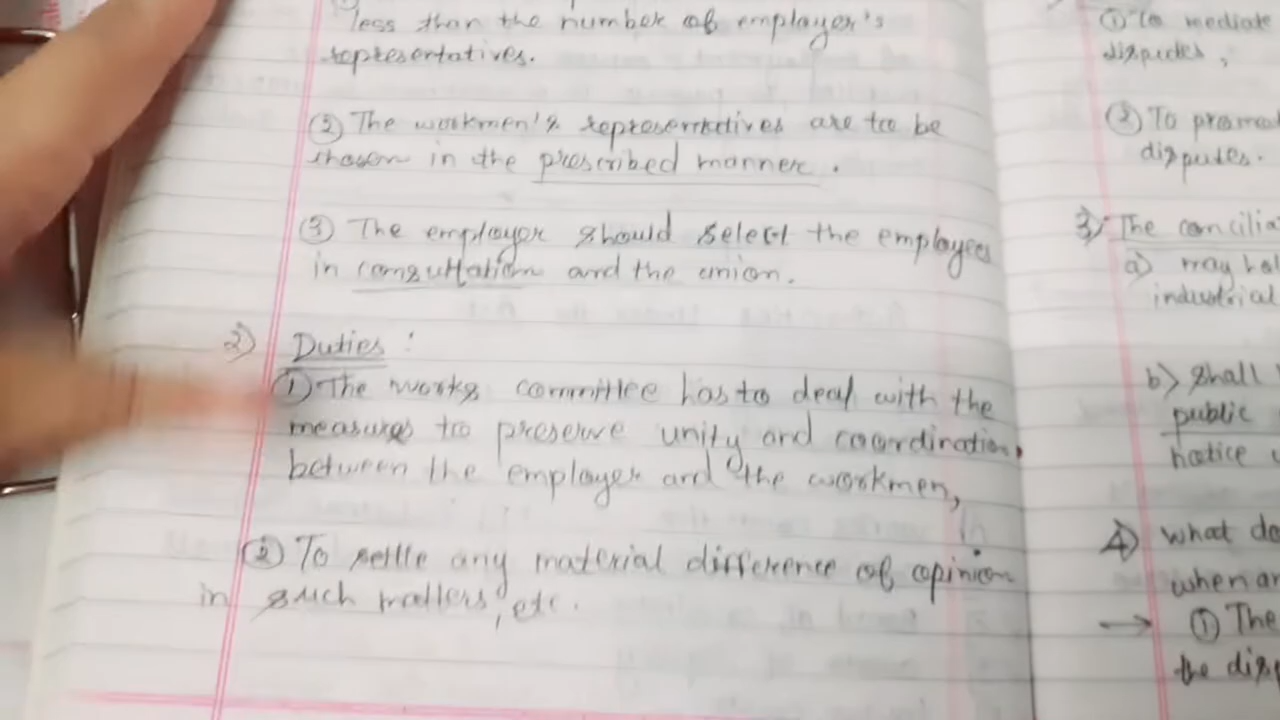 less than the number of employer's
representatives.
② The workmen's representatives are to be
chosen in the prescribed manner.
③ The employer should select the employees
in consultation and the union.
2) Duties :
① The works committee has to deal with the
measures to preserve unity and coordination,
between the employer and the workmen,
② To settle any material difference of opinion
in such matters, etc.
① To mediate
disputes,
② To promo
disputes.
3) The concilia
a) may hol
industrial
b) shall
public
notice
4) what do
when an
→ ① The
the disp